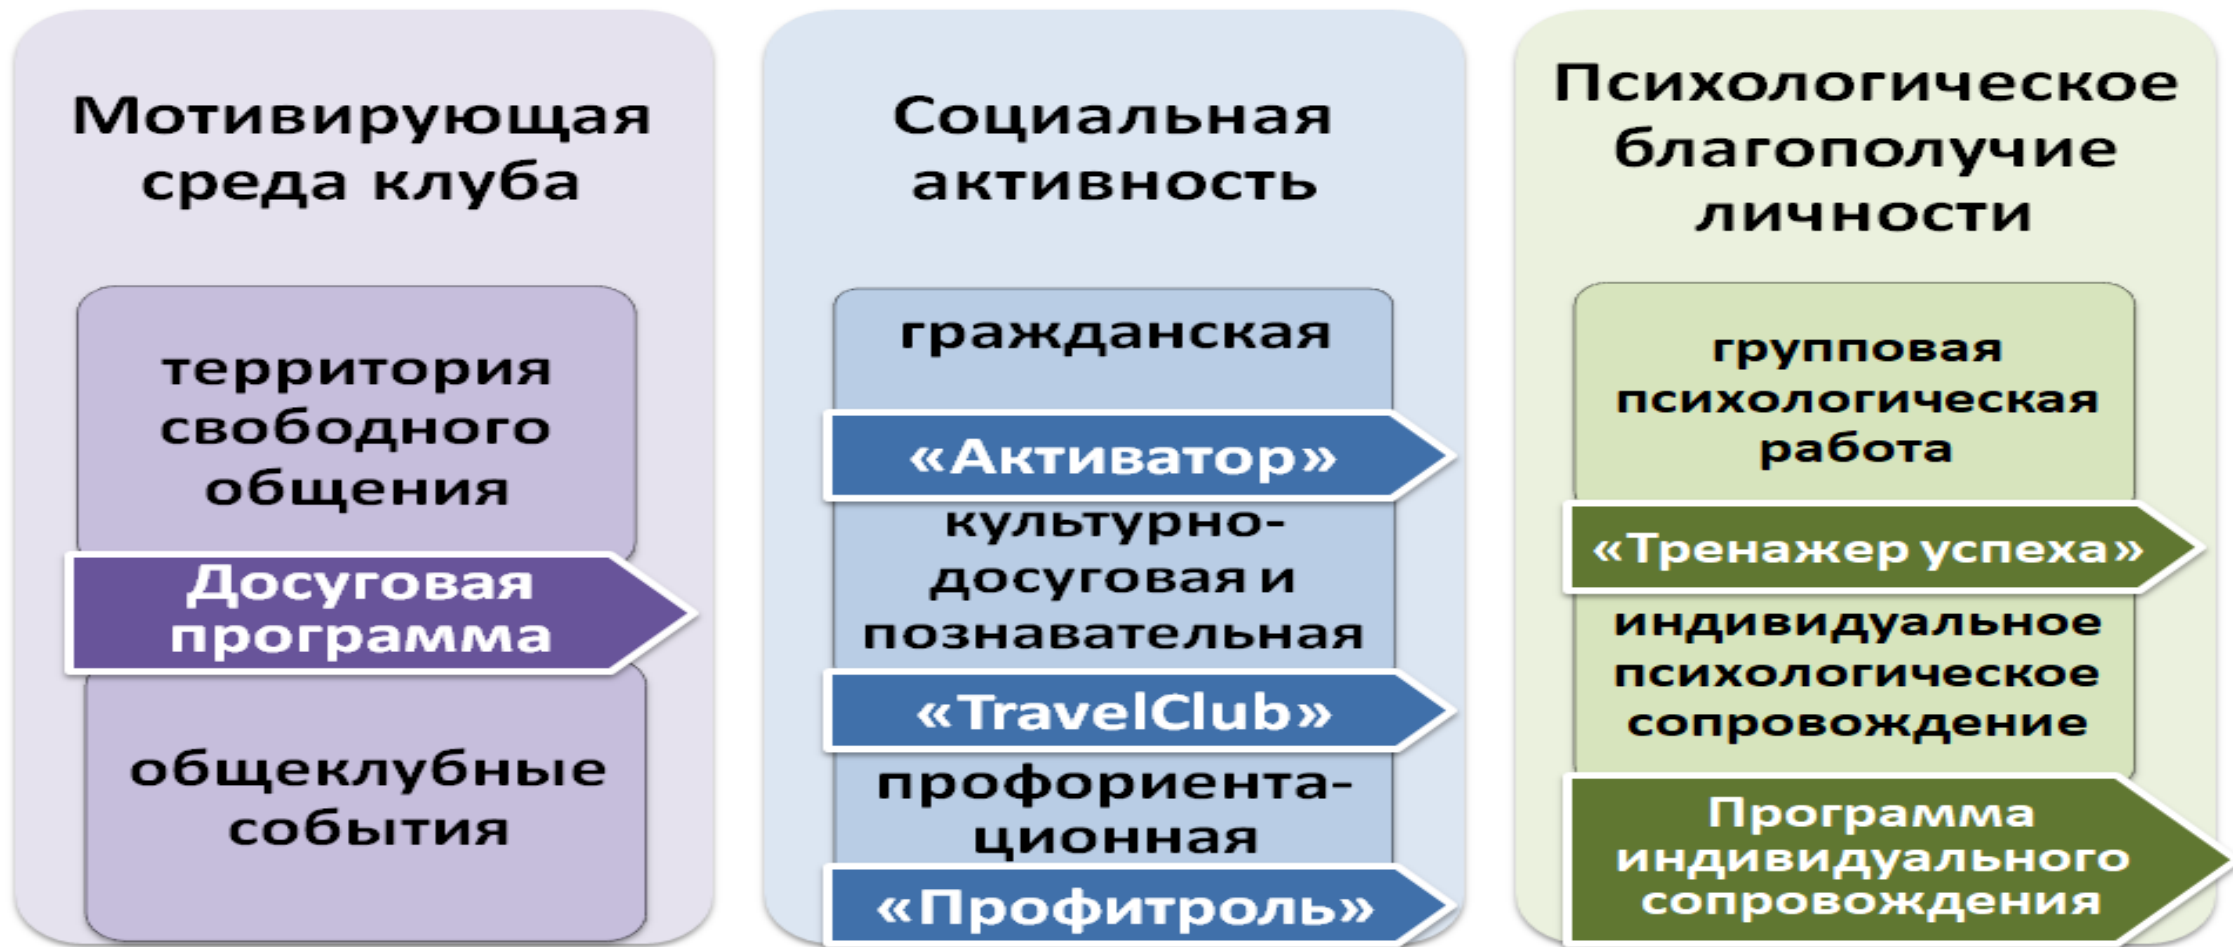 Мотивирующая
среда клуба
территория
свободного
общения
Досуговая
программа
общеклубные
события
Социальная
активность
гражданская
«Активатор»
культурно-
досуговая и
познавательная
«TravelClub»
профориента-
ционная
«Профитроль»
Психологическое
благополучие
личности
групповая
психологическая
работа
«Тренажер успеха»
индивидуальное
психологическое
сопровождение
Программа
индивидуального
сопровождения